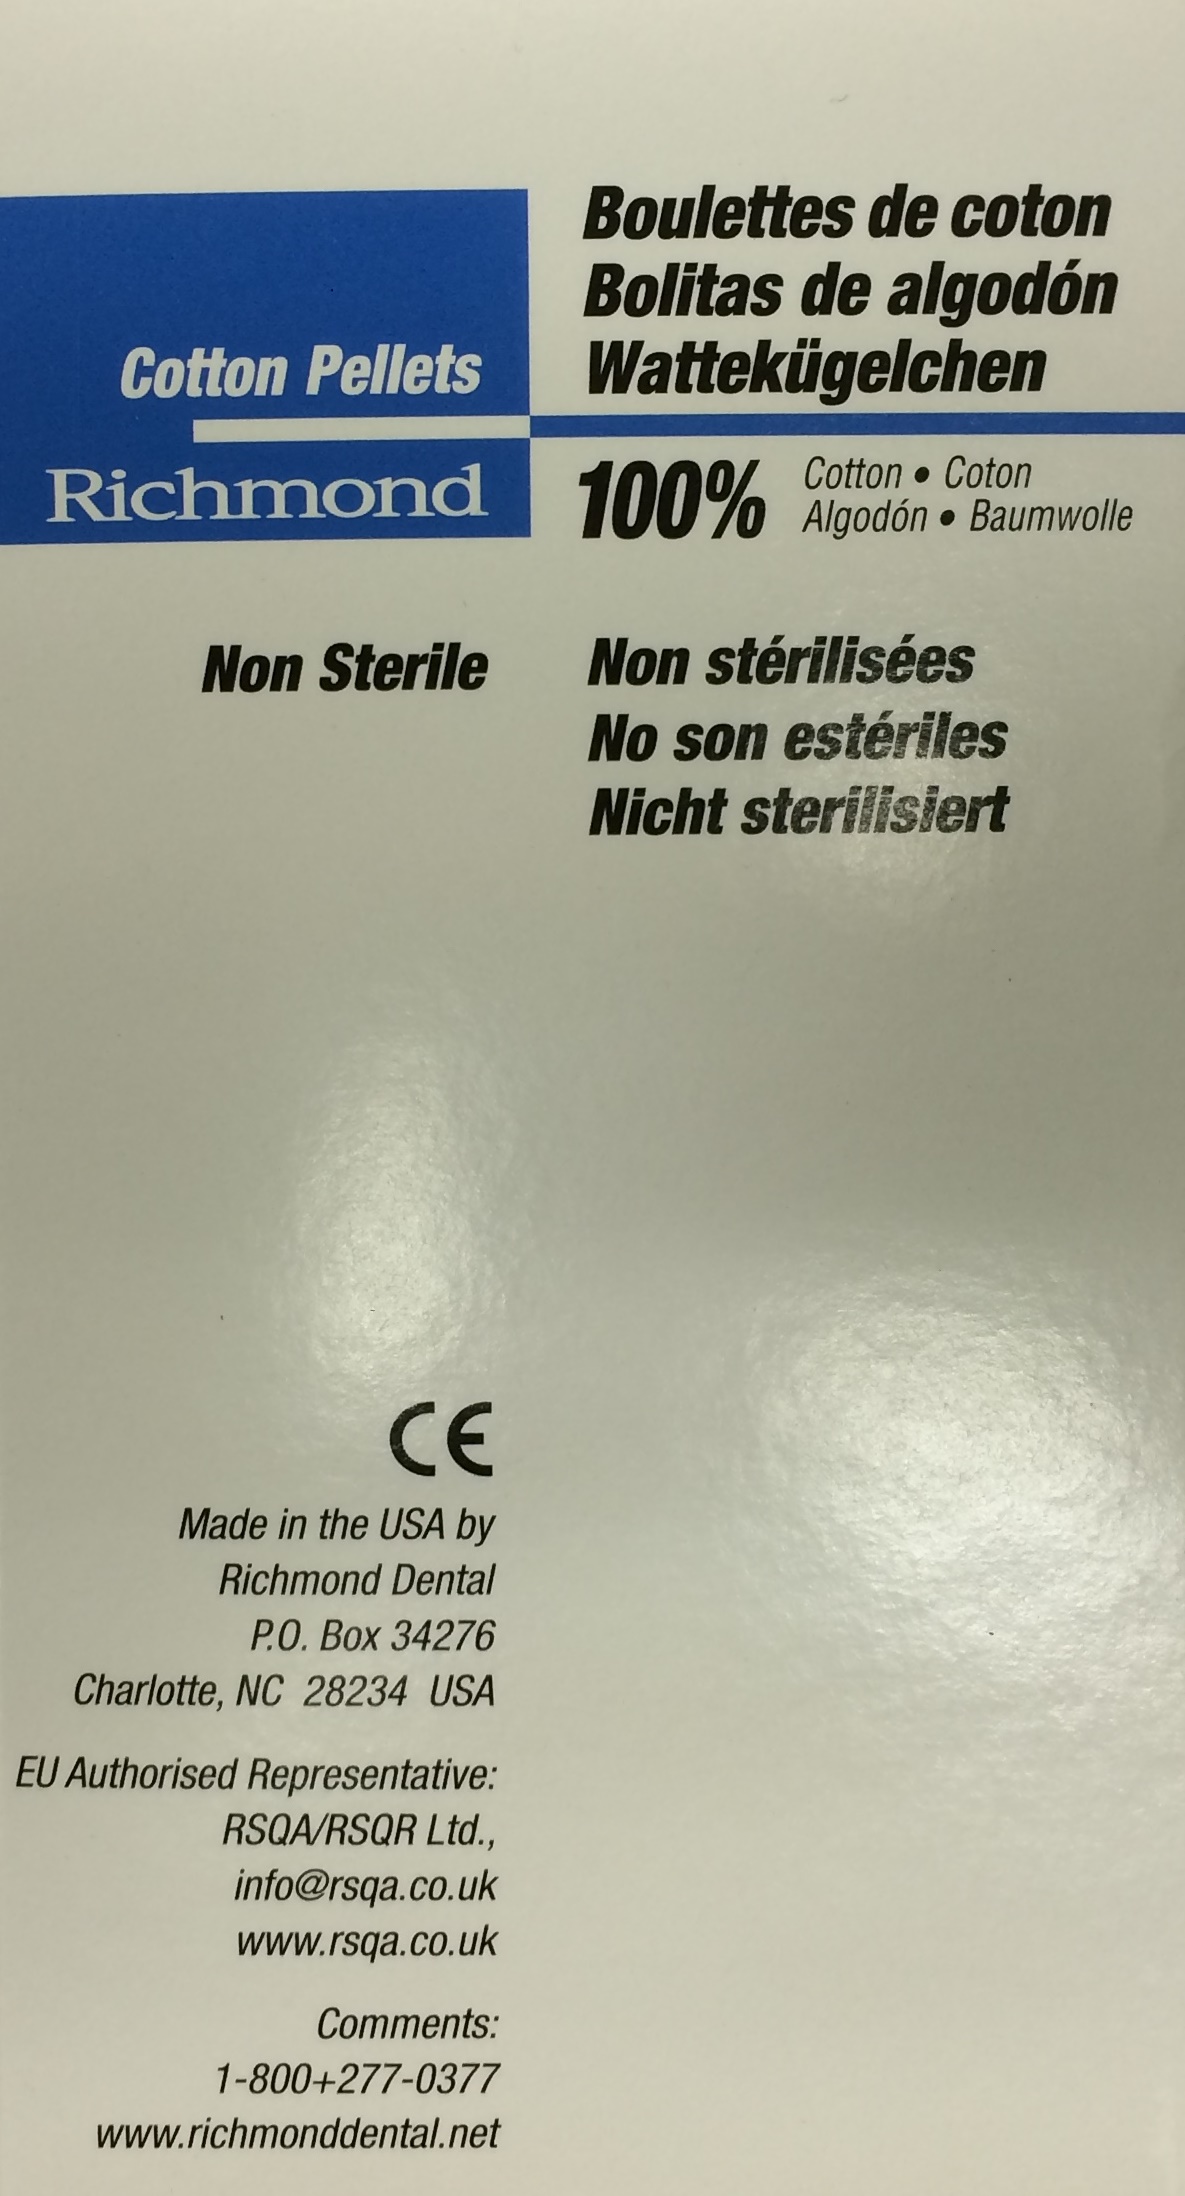 Cotton Pellets
Richmond
Boulettes de coton
Bolitas de algodón
Wattekügelchen
100%
Cotton • Coton
Algodón • Baumwolle
Non Sterile
Non stérilisées
No son estériles
Nicht sterilisiert
CE
Made in the USA by
Richmond Dental
P.O. Box 34276
Charlotte, NC 28234 USA
EU Authorised Representative:
RSQA/RSQR Ltd.,
info@rsqa.co.uk
www.rsqa.co.uk
Comments:
1-800+277-0377
www.richmonddental.net